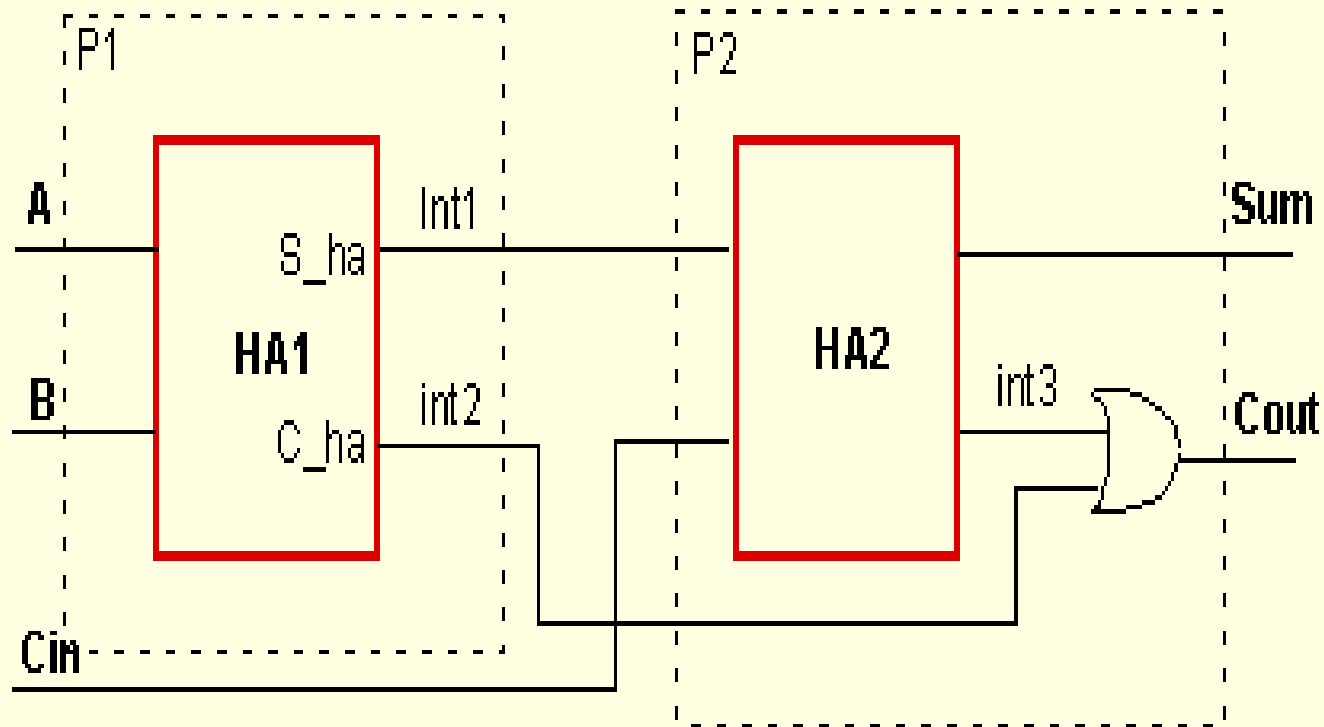 P1
P2
A
Int1
Sum
S_ha
HA1
HA2
B
int2
int3
Cout
C_ha
Cin